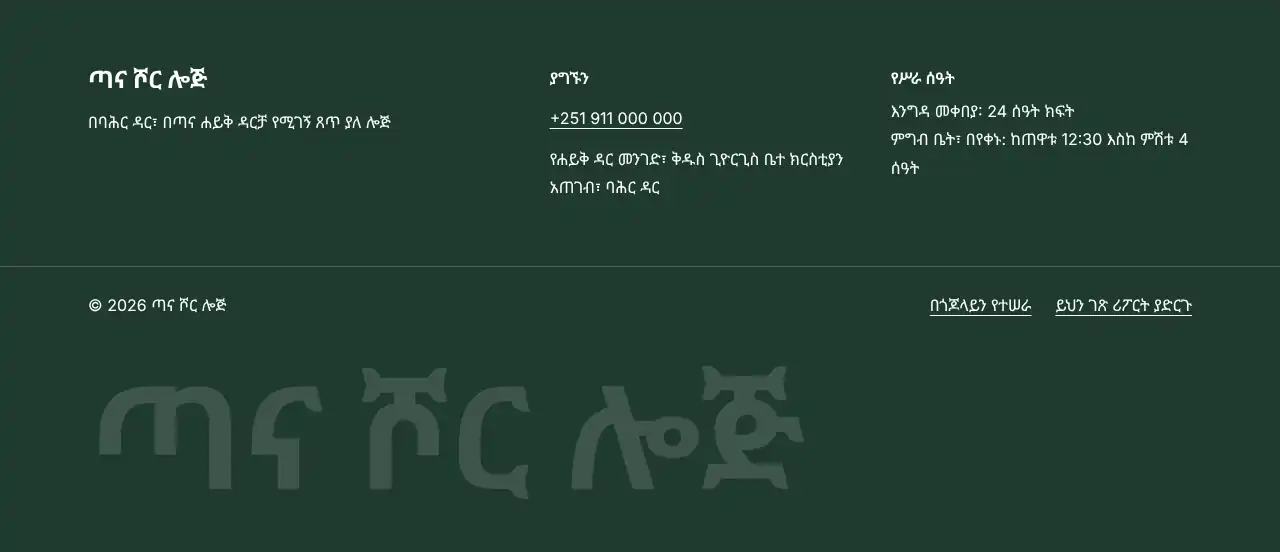 ጣና ሾር ሎጅ
በባሕር ዳር፣ በጣና ሐይቅ ዳርቻ የሚገኝ ጸጥ ያለ ሎጅ
ያግኙን
+251 911 000 000
የሐይቅ ዳር መንገድ፣ ቅዱስ ጊዮርጊስ ቤተ ክርስቲያን
አጠገብ፣ ባሕር ዳር
የሥራ ሰዓት
እንግዳ መቀበያ: 24 ሰዓት ክፍት
ምግብ ቤት፣ በየቀኑ: ከጠዋቱ 12:30 እስከ ምሽቱ 4
ሰዓት
© 2026 ጣና ሾር ሎጅ
በጎጆላይን የተሠራ
ይህን ገጽ ሪፖርት ያድርጉ
ጣና ሾር ሎጅ